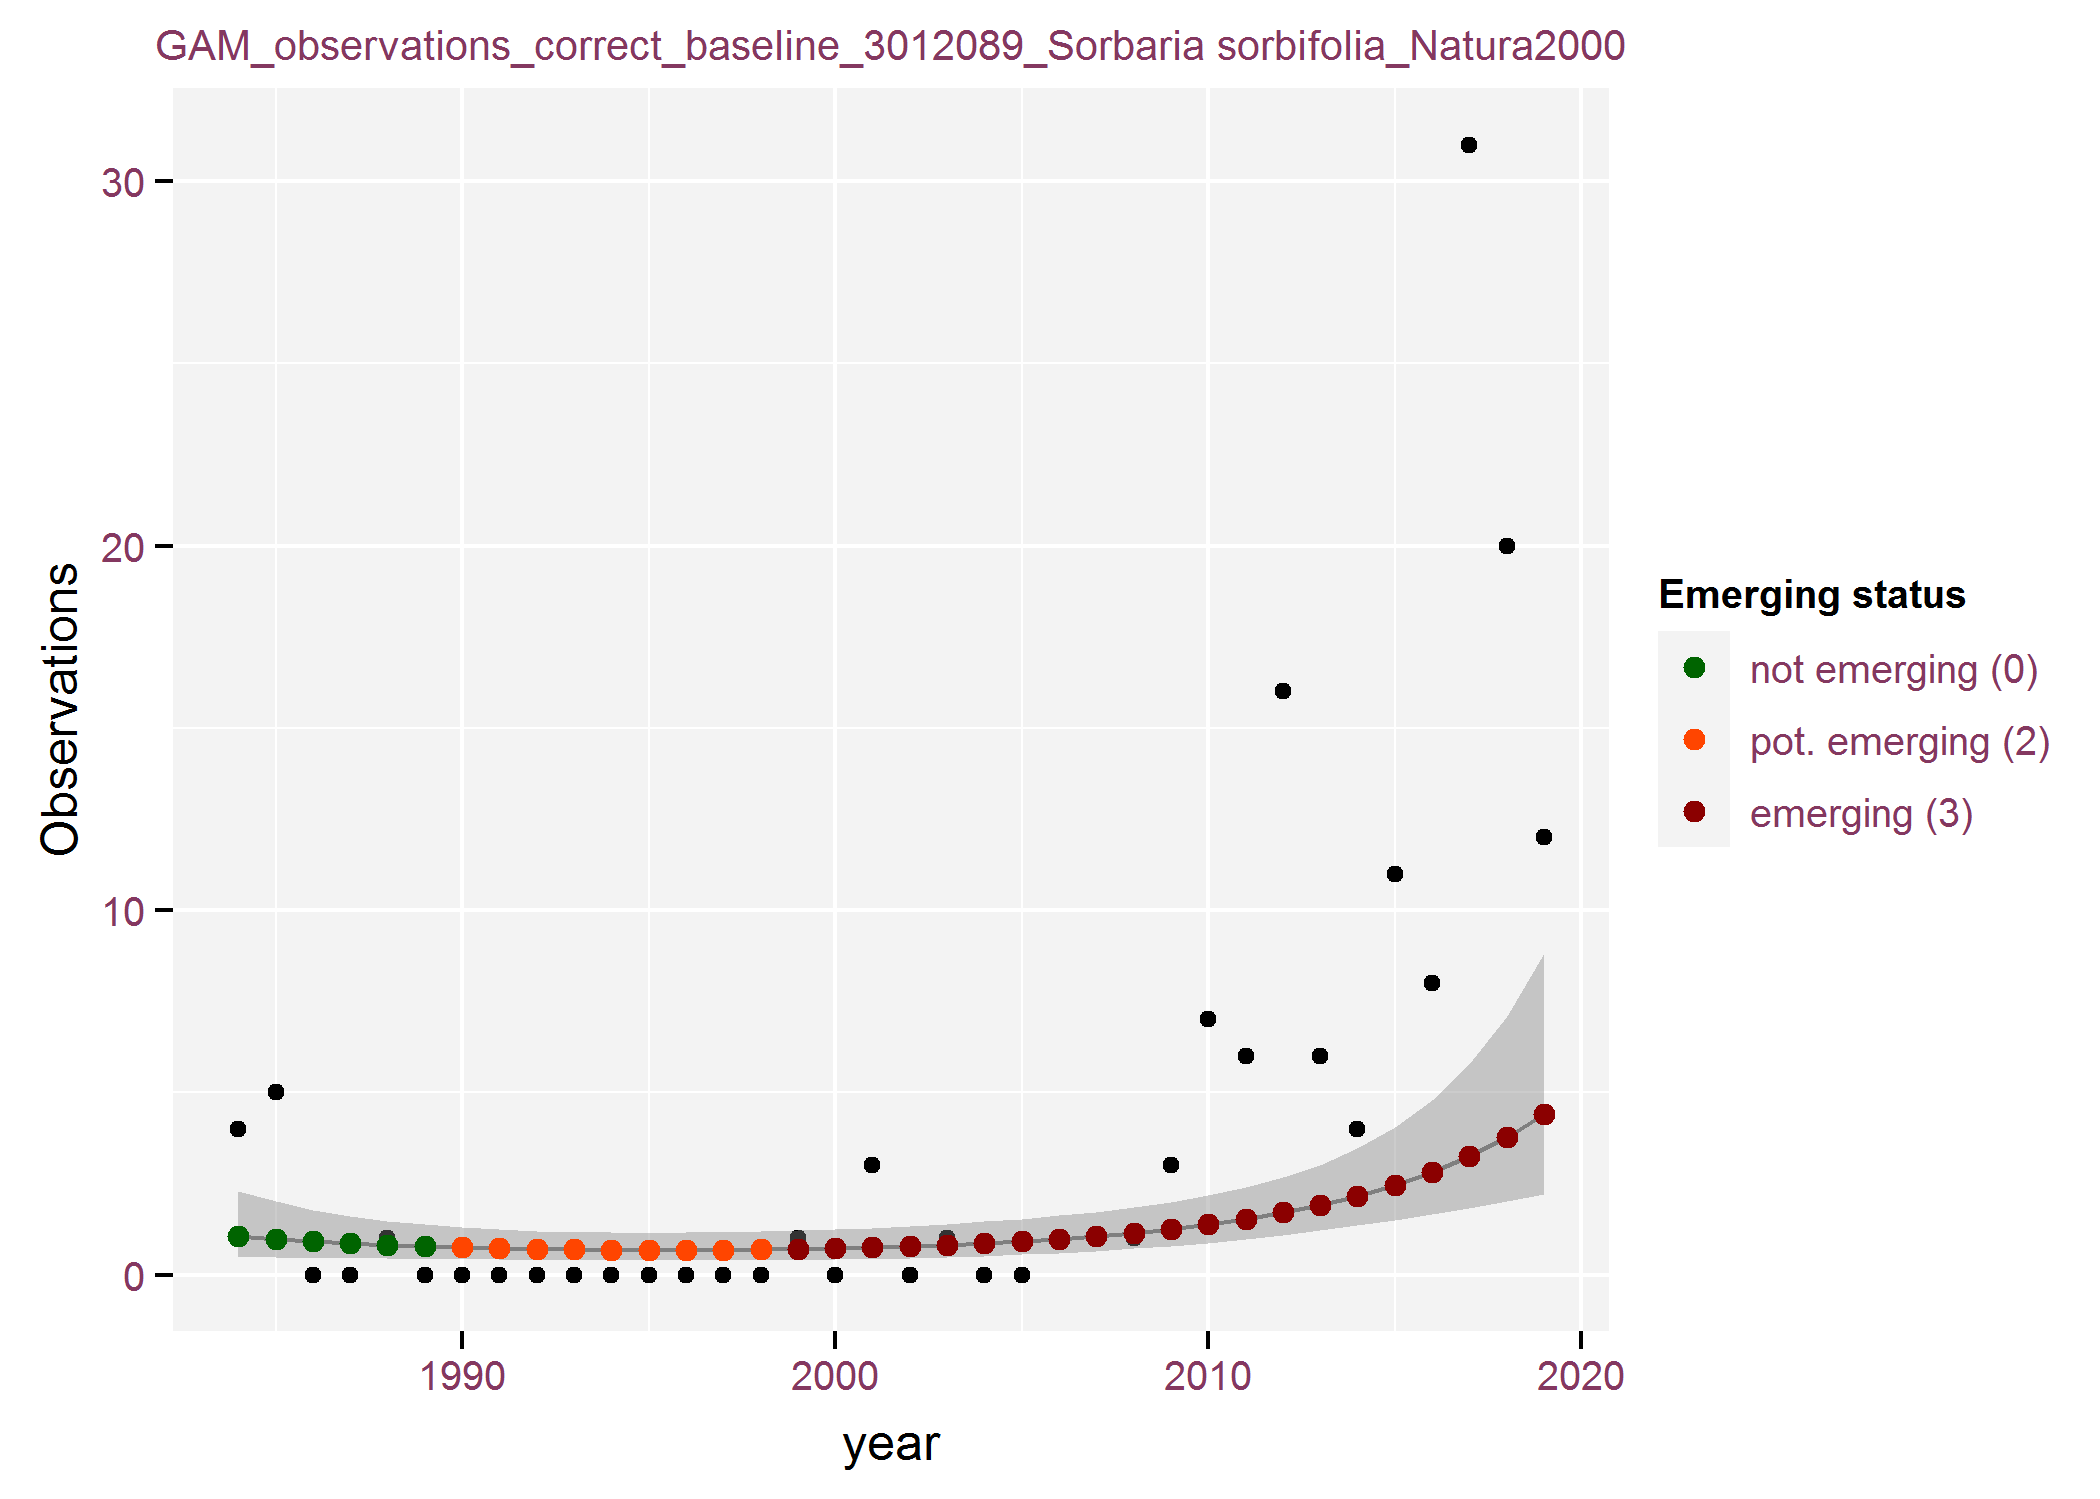 GAM_observations_correct_baseline_3012089_Sorbaria sorbifolia_Natura2000
30
20
10
0
Observations
1990 2000 2010 2020
year
Emerging status
not emerging (0)
pot. emerging (2)
emerging (3)